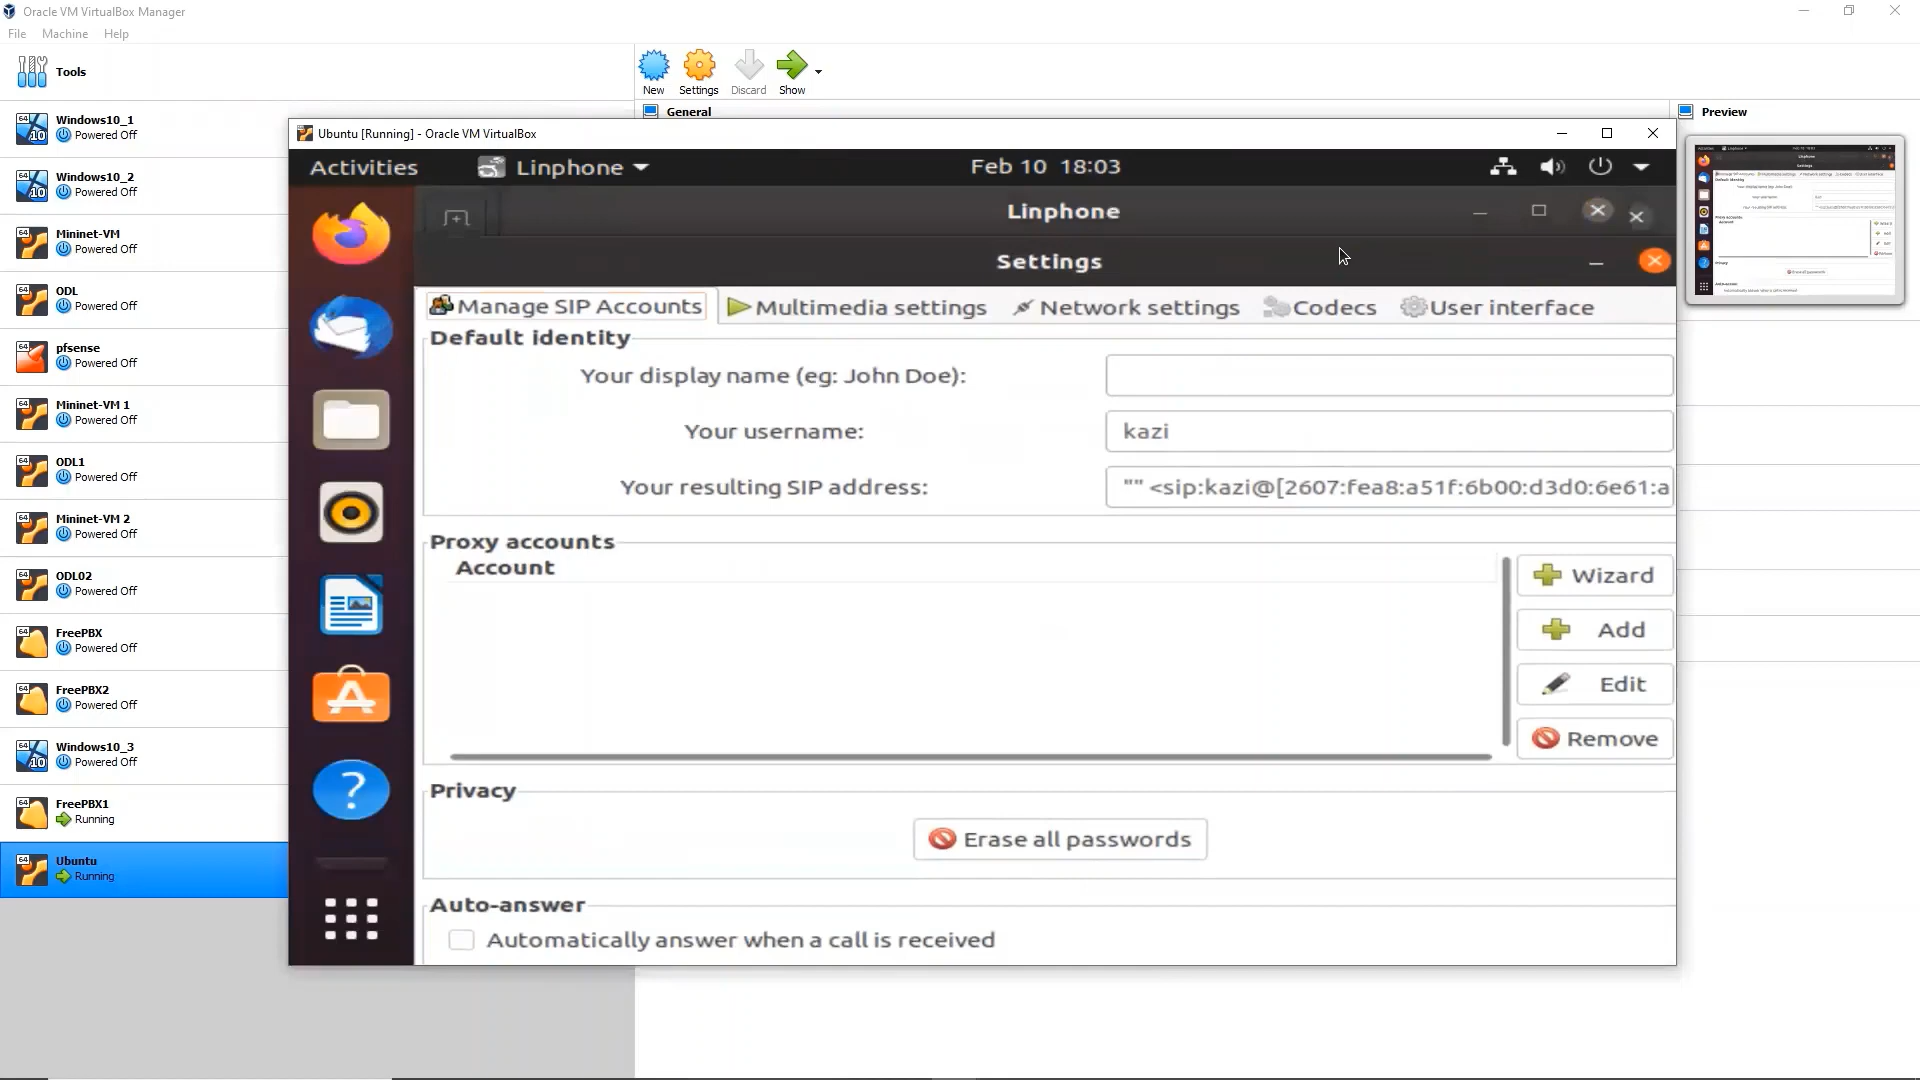 Oracle VM VirtualBox Manager
File Machine Help
Tools
New Settings Discard Show
General
Preview
Windows10_1
Powered Off
Windows10_2
Powered Off
Mininet-VM
Powered Off
ODL
Powered Off
pfsense
Powered Off
Mininet-VM 1
Powered Off
ODL1
Powered Off
Mininet-VM 2
Powered Off
ODL02
Powered Off
FreePBX
Powered Off
FreePBX2
Powered Off
Windows10_3
Powered Off
FreePBX1
Running
Ubuntu
Running
Ubuntu [Running] - Oracle VM VirtualBox
Activities Linphone Feb 10 18:03
Linphone
Settings
Manage SIP Accounts Multimedia settings Network settings Codecs User interface
Default identity
Your display name (eg: John Doe):
Your username: kazi
Your resulting SIP address: "" <sip:kazi@[2607:fea8:a51f:6b00:d3d0:6e61:a
Proxy accounts
Account
Wizard
Add
Edit
Remove
Privacy
Erase all passwords
Auto-answer
Automatically answer when a call is received